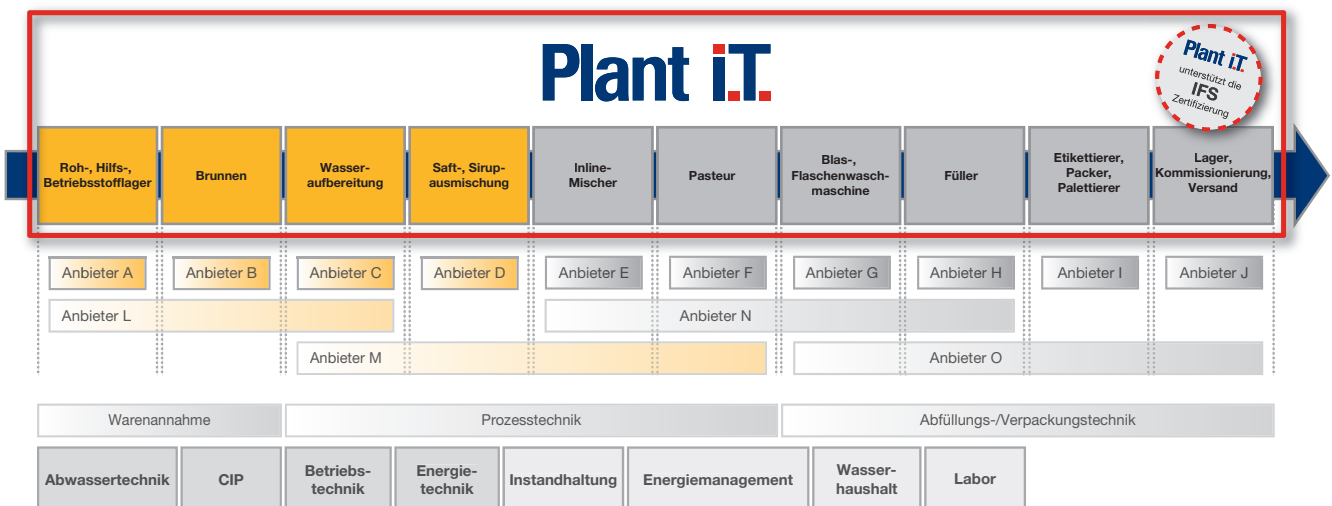 Plant i.T.
Plant i.T.
unterstützt die
IFS
Zertifizierung
Roh-, Hilfs-,
Betriebsstofflager
Brunnen
Wasser-
aufbereitung
Saft-, Sirup-
ausmischung
Inline-
Mischer
Pasteur
Blas-,
Flaschenwasch-
maschine
Füller
Etikettierer,
Packer,
Palettierer
Lager,
Kommissionierung,
Versand
Anbieter A
Anbieter B
Anbieter C
Anbieter D
Anbieter E
Anbieter F
Anbieter G
Anbieter H
Anbieter I
Anbieter J
Anbieter L
Anbieter N
Anbieter M
Anbieter O
Warenannahme
Prozesstechnik
Abfüllungs-/Verpackungstechnik
Abwassertechnik
CIP
Betriebs-
technik
Energie-
technik
Instandhaltung
Energiemanagement
Wasser-
haushalt
Labor